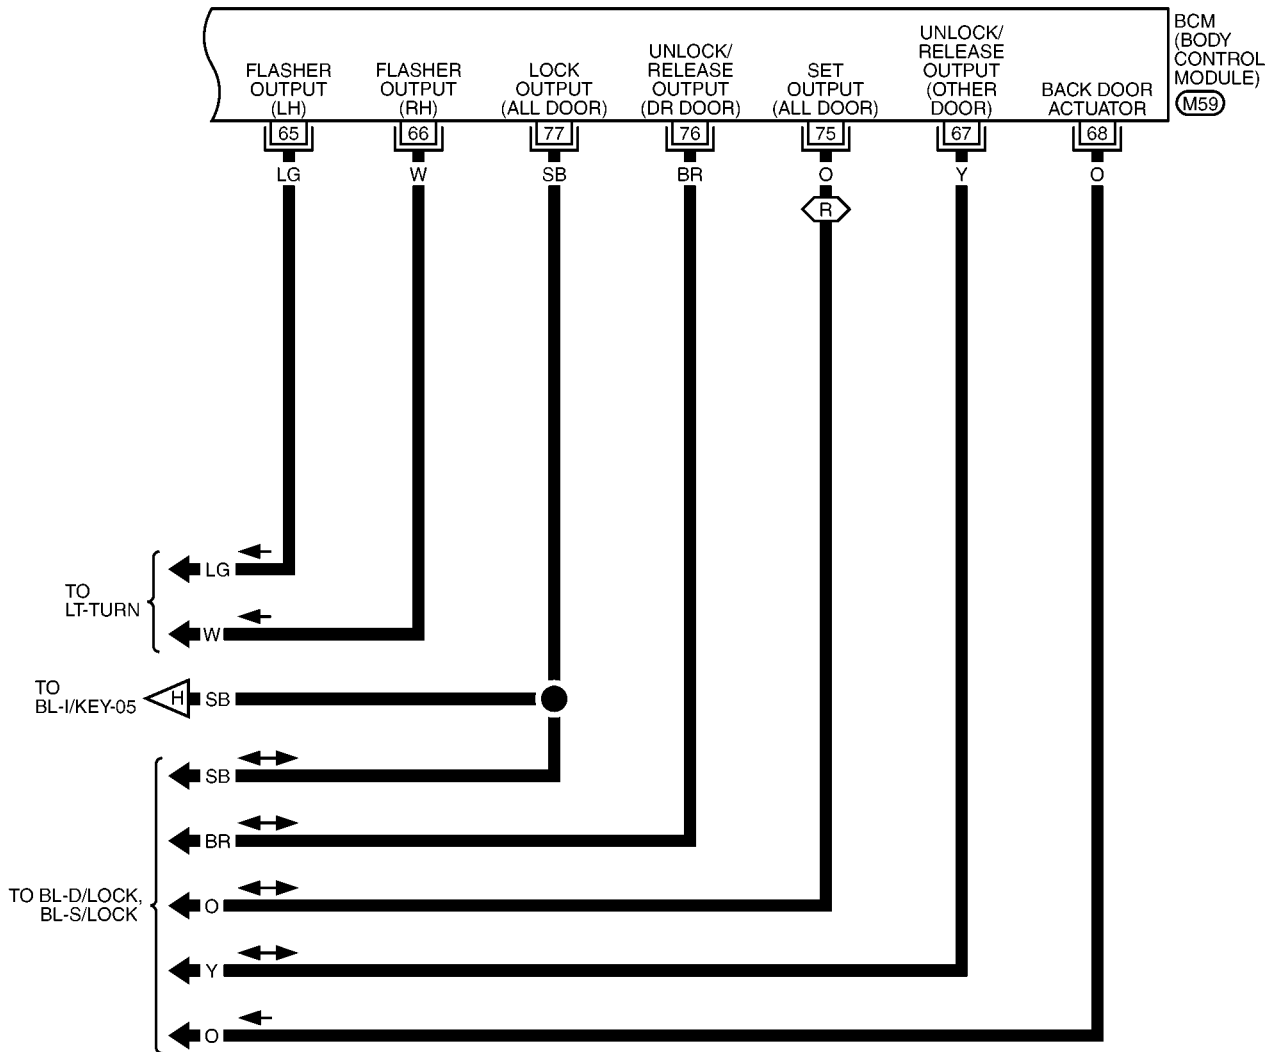 BCM
(BODY
CONTROL
MODULE)
M59
FLASHER
OUTPUT
(LH)
FLASHER
OUTPUT
(RH)
LOCK
OUTPUT
(ALL DOOR)
UNLOCK/
RELEASE
OUTPUT
(DR DOOR)
SET
OUTPUT
(ALL DOOR)
UNLOCK/
RELEASE
OUTPUT
(OTHER
DOOR)
BACK DOOR
ACTUATOR
65
66
77
76
75
67
68
LG
W
SB
BR
O
Y
O
R
TO
LT-TURN
LG
W
TO
BL-I/KEY-05
H
SB
TO BL-D/LOCK,
BL-S/LOCK
SB
BR
O
Y
O